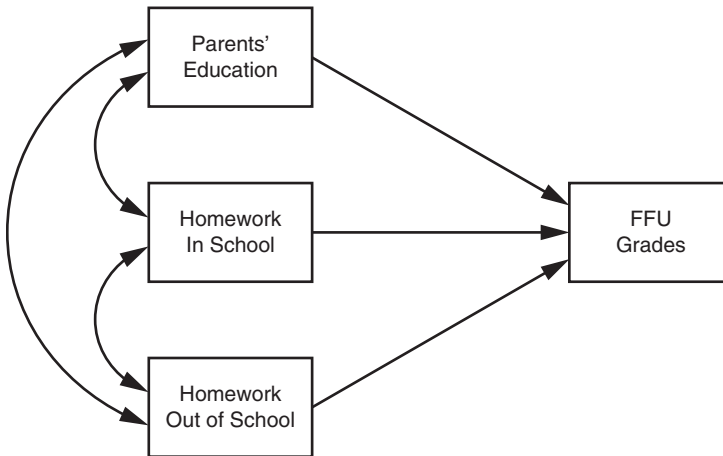 Parents’
Education
Homework
In School
FFU
Grades
Homework
Out of School